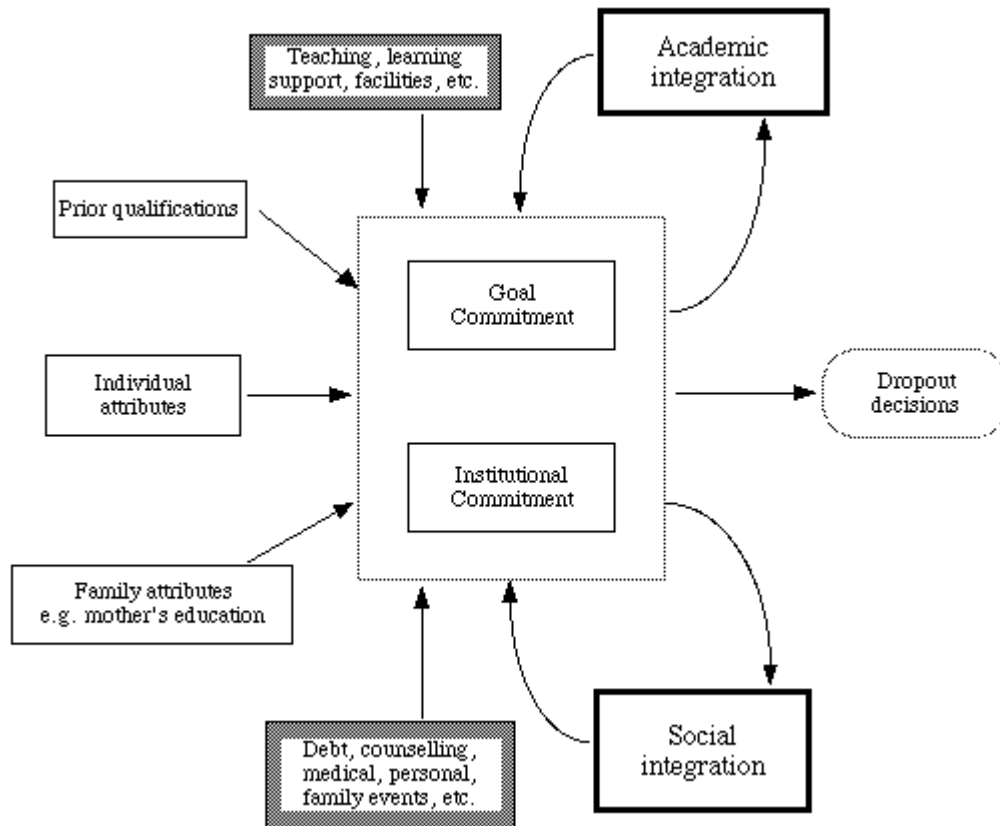 Teaching, learning
support, facilities, etc.
Academic
integration
Prior qualifications
Goal
Commitment
Individual
attributes
Dropout
decisions
Institutional
Commitment
Family attributes
e.g. mother's education
Debt, counselling,
medical, personal,
family events, etc.
Social
integration